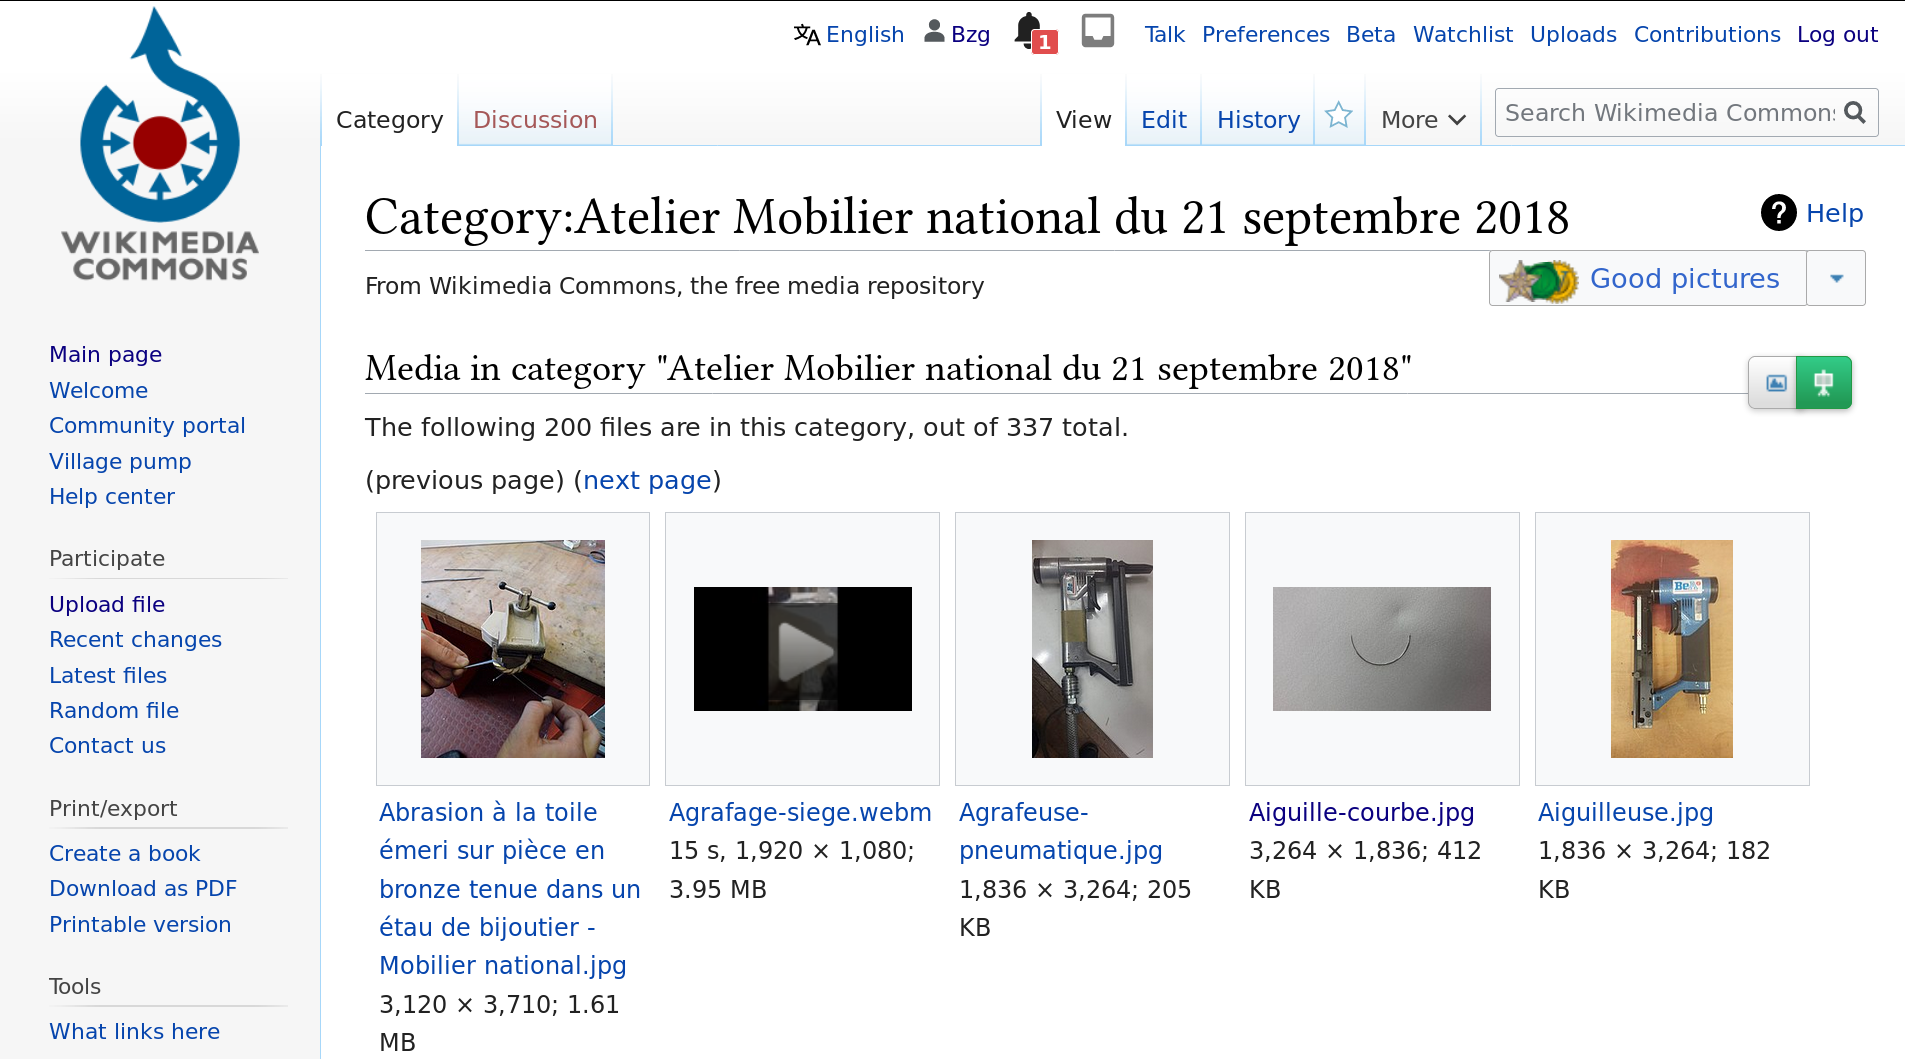 English Bzg 1 Talk Preferences Beta Watchlist Uploads Contributions Log out
Category Discussion View Edit History More Search Wikimedia Commons
WIKIMEDIA
COMMONS
Main page
Welcome
Community portal
Village pump
Help center
Participate
Upload file
Recent changes
Latest files
Random file
Contact us
Print/export
Create a book
Download as PDF
Printable version
Tools
What links here
Category:Atelier Mobilier national du 21 septembre 2018
Help
From Wikimedia Commons, the free media repository
Good pictures
Media in category "Atelier Mobilier national du 21 septembre 2018"
The following 200 files are in this category, out of 337 total.
(previous page) (next page)
Abrasion à la toile
émeri sur pièce en
bronze tenue dans un
étau de bijoutier -
Mobilier national.jpg
3,120 × 3,710; 1.61
MB
Agrafage-siege.webm
15 s, 1,920 × 1,080;
3.95 MB
Agrafeuse-
pneumatique.jpg
1,836 × 3,264; 205
KB
Aiguille-courbe.jpg
3,264 × 1,836; 412
KB
Be
Aiguilleuse.jpg
1,836 × 3,264; 182
KB